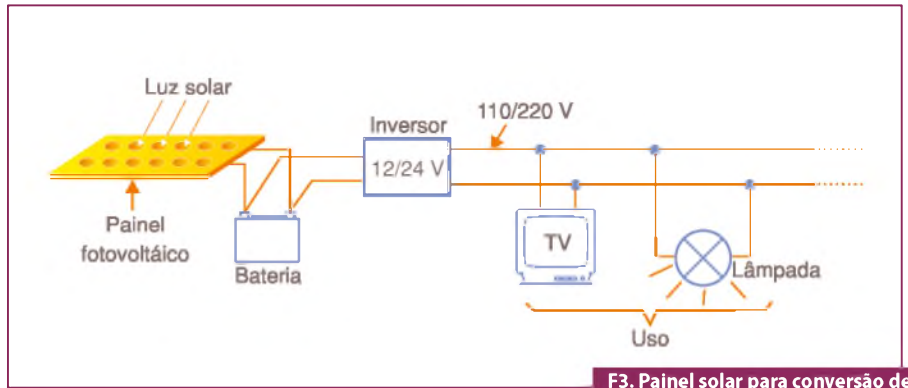 Luz solar
Painel
fotovoltáico
Bateria
Inversor
12/24 V
110/220 V
TV
Lâmpada
Uso
F3. Painel solar para conversão de